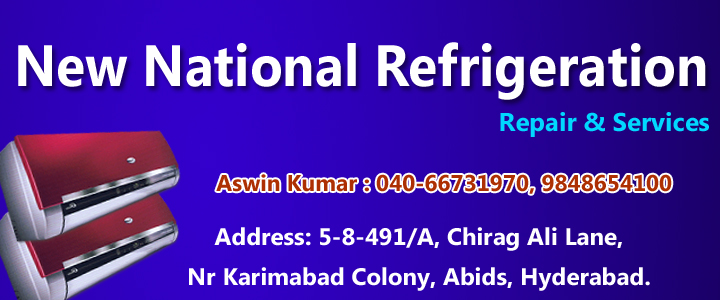 New National Refrigeration
Repair & Services
Aswin Kumar : 040-66731970, 9848654100
Address: 5-8-491/A, Chirag Ali Lane,
Nr Karimabad Colony, Abids, Hyderabad.